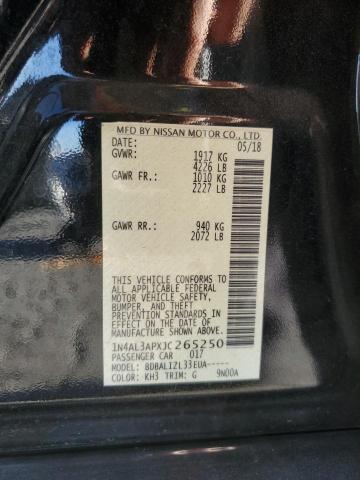 MFD BY NISSAN MOTOR CO., LTD.
DATE: 05/18
GVWR: 1917 KG
4226 LB
GAWR FR: 1010 KG
2227 LB
GAWR RR: 940 KG
2072 LB
THIS VEHICLE CONFORMS
TO ALL APPLICABLE FEDERAL
MOTOR VEHICLE SAFETY,
BUMPER, AND THEFT
PREVENTION STANDARDS
IN EFFECT ON THE DATE OF
MANUFACTURE SHOWN ABOVE.
1N4AL3APXJC265250
PASSENGER CAR 017
MODEL: BDBALIZL33EUA-----
COLOR: KH3 TRIM: G 9N00A